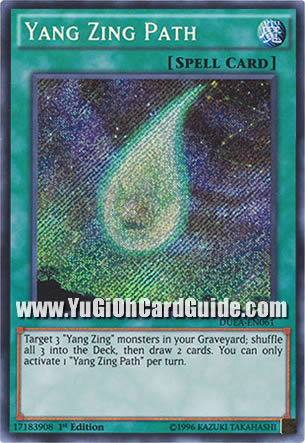 YANG ZING PATH
魔
[SPELL CARD]
www.YuGiOhCardGuide.com
DUEA-EN061
Target 3 "Yang Zing" monsters in your Graveyard; shuffle
all 3 into the Deck, then draw 2 cards. You can only
activate 1 "Yang Zing Path" per turn.
17183908 1st Edition ©1996 KAZUKI TAKAHASHI